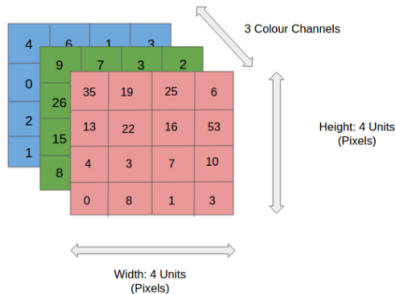 3 Colour Channels
4 6 1 3
9 7 3 2
0
35 19 25 6
26
13 22 16 53
2
15
4 3 7 10
1
8
0 8 1 3
Height: 4 Units
(Pixels)
Width: 4 Units
(Pixels)